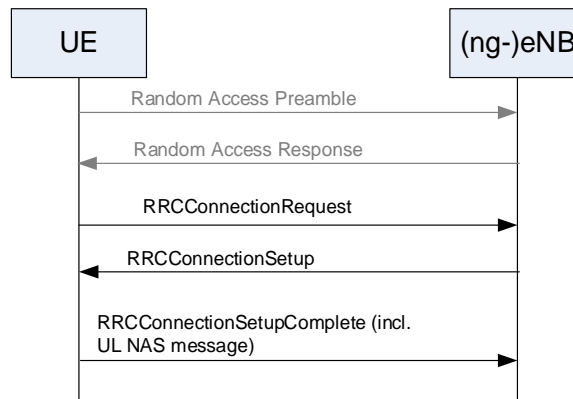 UE
(ng-)eNB
Random Access Preamble
Random Access Response
RRCConnectionRequest
RRCConnectionSetup
RRCConnectionSetupComplete (incl.
UL NAS message)